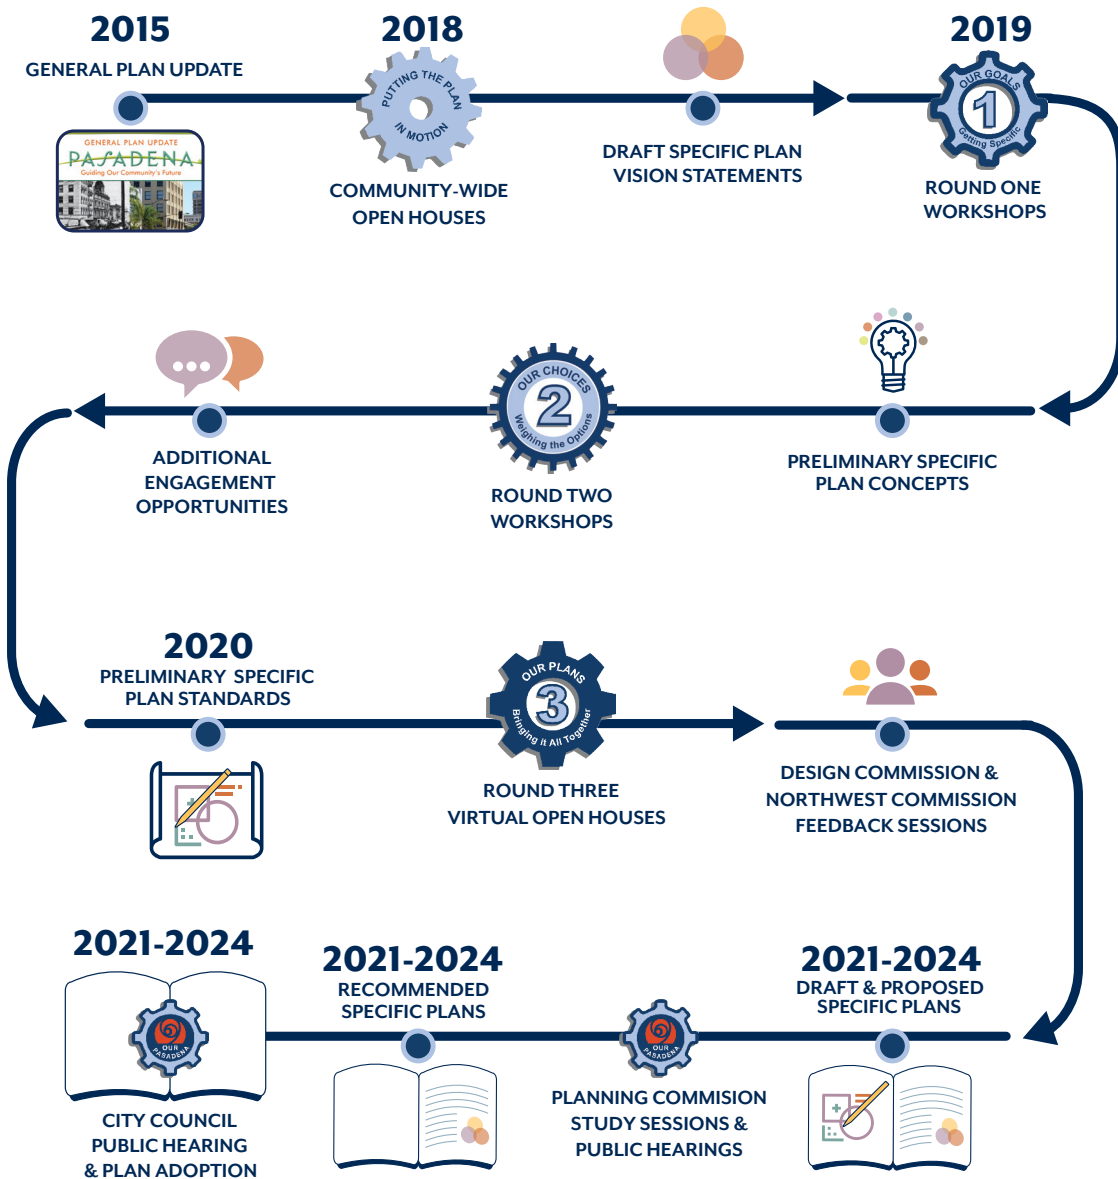 2015
GENERAL PLAN UPDATE
GENERAL PLAN UPDATE
PASADENA
Guiding Our Community's Future
2018
PUTTING THE PLAN
IN MOTION
COMMUNITY-WIDE
OPEN HOUSES
DRAFT SPECIFIC PLAN
VISION STATEMENTS
2019
OUR GOALS
1
Getting Specific
ROUND ONE
WORKSHOPS
PRELIMINARY SPECIFIC
PLAN CONCEPTS
OUR CHOICES
2
Weighing the Options
ROUND TWO
WORKSHOPS
ADDITIONAL
ENGAGEMENT
OPPORTUNITIES
2020
PRELIMINARY SPECIFIC
PLAN STANDARDS
OUR PLANS
3
Bringing it All Together
ROUND THREE
VIRTUAL OPEN HOUSES
DESIGN COMMISSION &
NORTHWEST COMMISSION
FEEDBACK SESSIONS
2021-2024
DRAFT & PROPOSED
SPECIFIC PLANS
OUR
PASADENA
PLANNING COMMISION
STUDY SESSIONS &
PUBLIC HEARINGS
2021-2024
RECOMMENDED
SPECIFIC PLANS
2021-2024
OUR
PASADENA
CITY COUNCIL
PUBLIC HEARING
& PLAN ADOPTION